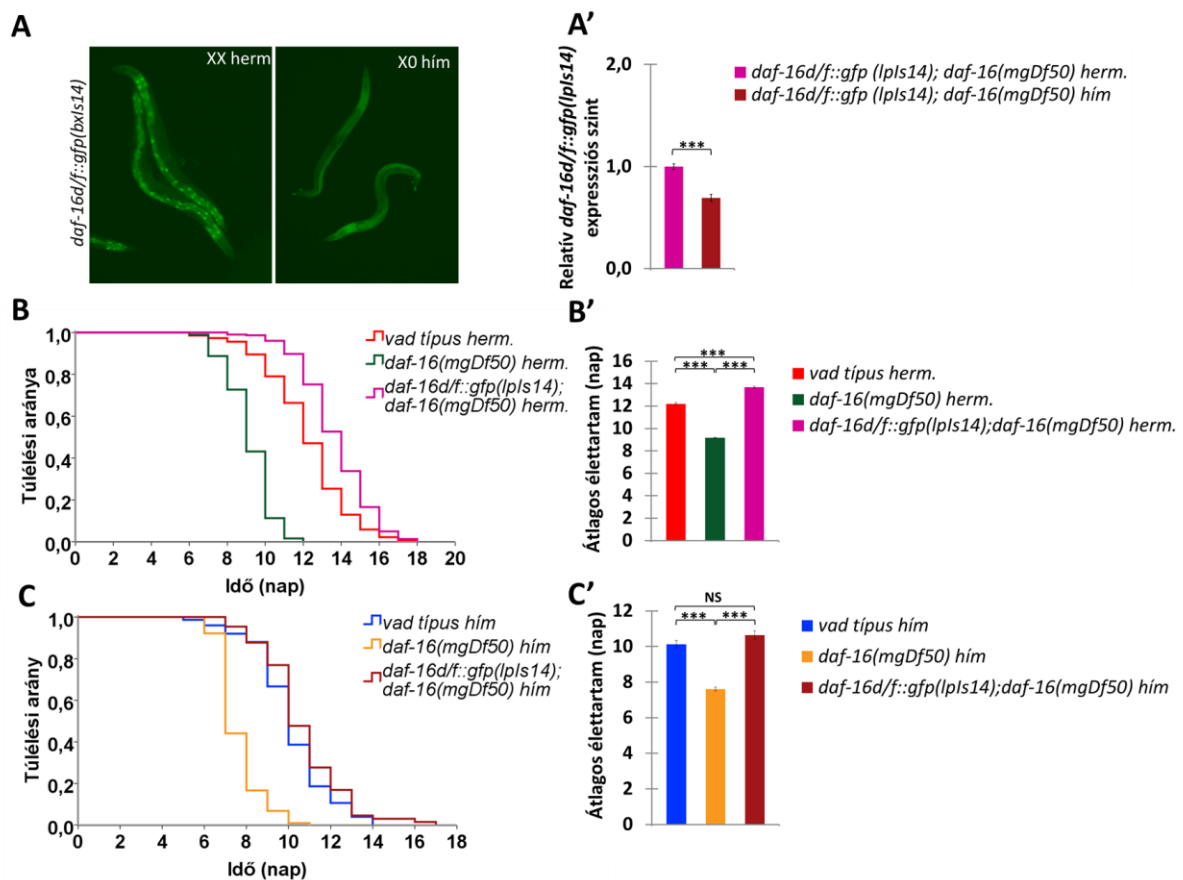 A
XX herm
X0 hím
daf-16d/f::gfp(bxIs14)
A'
2,0
1,0
0,0
Relatív daf-16d/f::gfp(lpIs14)
expressziós szint
***
daf-16d/f::gfp (lpIs14); daf-16(mgDf50) herm.
daf-16d/f::gfp (lpIs14); daf-16(mgDf50) hím
B
Túlélési aránya
1,0
0,8
0,6
0,4
0,2
0,0
0 2 4 6 8 10 12 14 16 18 20
Idő (nap)
vad típus herm.
daf-16(mgDf50) herm.
daf-16d/f::gfp(lpIs14);
daf-16(mgDf50) herm.
B'
Átlagos élettartam (nap)
16
14
12
10
8
6
4
2
0
***
*** ***
vad típus herm.
daf-16(mgDf50) herm.
daf-16d/f::gfp(lpIs14);daf-16(mgDf50) herm.
C
Túlélési arány
1,0
0,8
0,6
0,4
0,2
0,0
0 2 4 6 8 10 12 14 16 18
Idő (nap)
vad típus hím
daf-16(mgDf50) hím
daf-16d/f::gfp(lpIs14);
daf-16(mgDf50) hím
C'
Átlagos élettartam (nap)
12
10
8
6
4
2
0
NS
*** ***
vad típus hím
daf-16(mgDf50) hím
daf-16d/f::gfp(lpIs14);daf-16(mgDf50) hím